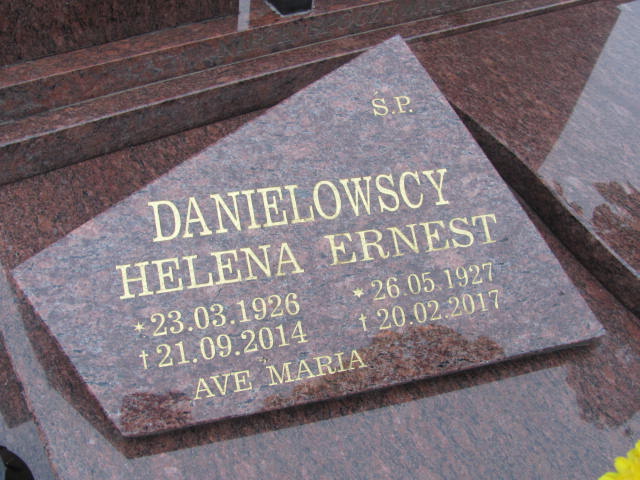 Ś.P.
DANIELOWSCY
HELENA ERNEST
* 23.03.1926 * 26.05.1927
† 21.09.2014 † 20.02.2017
AVE MARIA